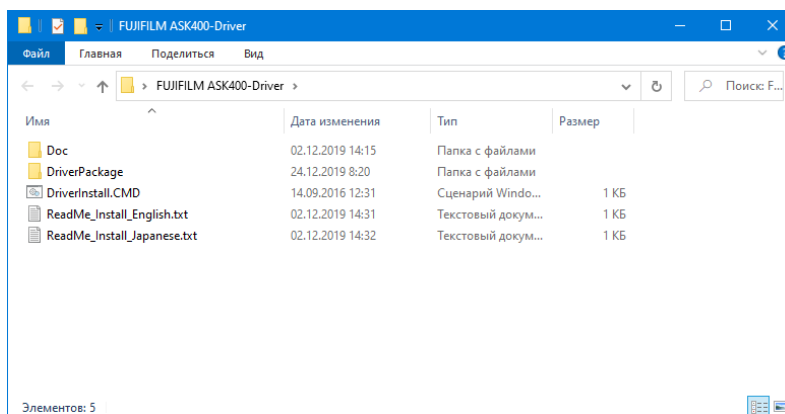 FUJIFILM ASK400-Driver
Файл Главная Поделиться Вид
FUJIFILM ASK400-Driver Поиск: F...
Имя Дата изменения Тип Размер
Doc 02.12.2019 14:15 Папка с файлами
DriverPackage 24.12.2019 8:20 Папка с файлами
DriverInstall.CMD 14.09.2016 12:31 Сценарий Windo... 1 КБ
ReadMe_Install_English.txt 02.12.2019 14:31 Текстовый докум... 1 КБ
ReadMe_Install_Japanese.txt 02.12.2019 14:32 Текстовый докум... 1 КБ
Элементов: 5